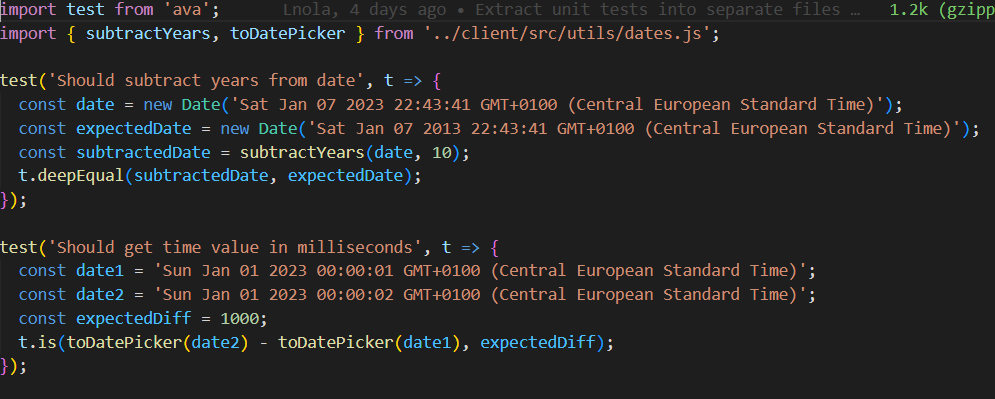 import test from 'ava'; Lnola, 4 days ago • Extract unit tests into separate files … 1.2k (gzipp
import { subtractYears, toDatePicker } from '../client/src/utils/dates.js';
test('Should subtract years from date', t => {
const date = new Date('Sat Jan 07 2023 22:43:41 GMT+0100 (Central European Standard Time)');
const expectedDate = new Date('Sat Jan 07 2013 22:43:41 GMT+0100 (Central European Standard Time)');
const subtractedDate = subtractYears(date, 10);
t.deepEqual(subtractedDate, expectedDate);
});
test('Should get time value in milliseconds', t => {
const date1 = 'Sun Jan 01 2023 00:00:01 GMT+0100 (Central European Standard Time)';
const date2 = 'Sun Jan 01 2023 00:00:02 GMT+0100 (Central European Standard Time)';
const expectedDiff = 1000;
t.is(toDatePicker(date2) - toDatePicker(date1), expectedDiff);
});